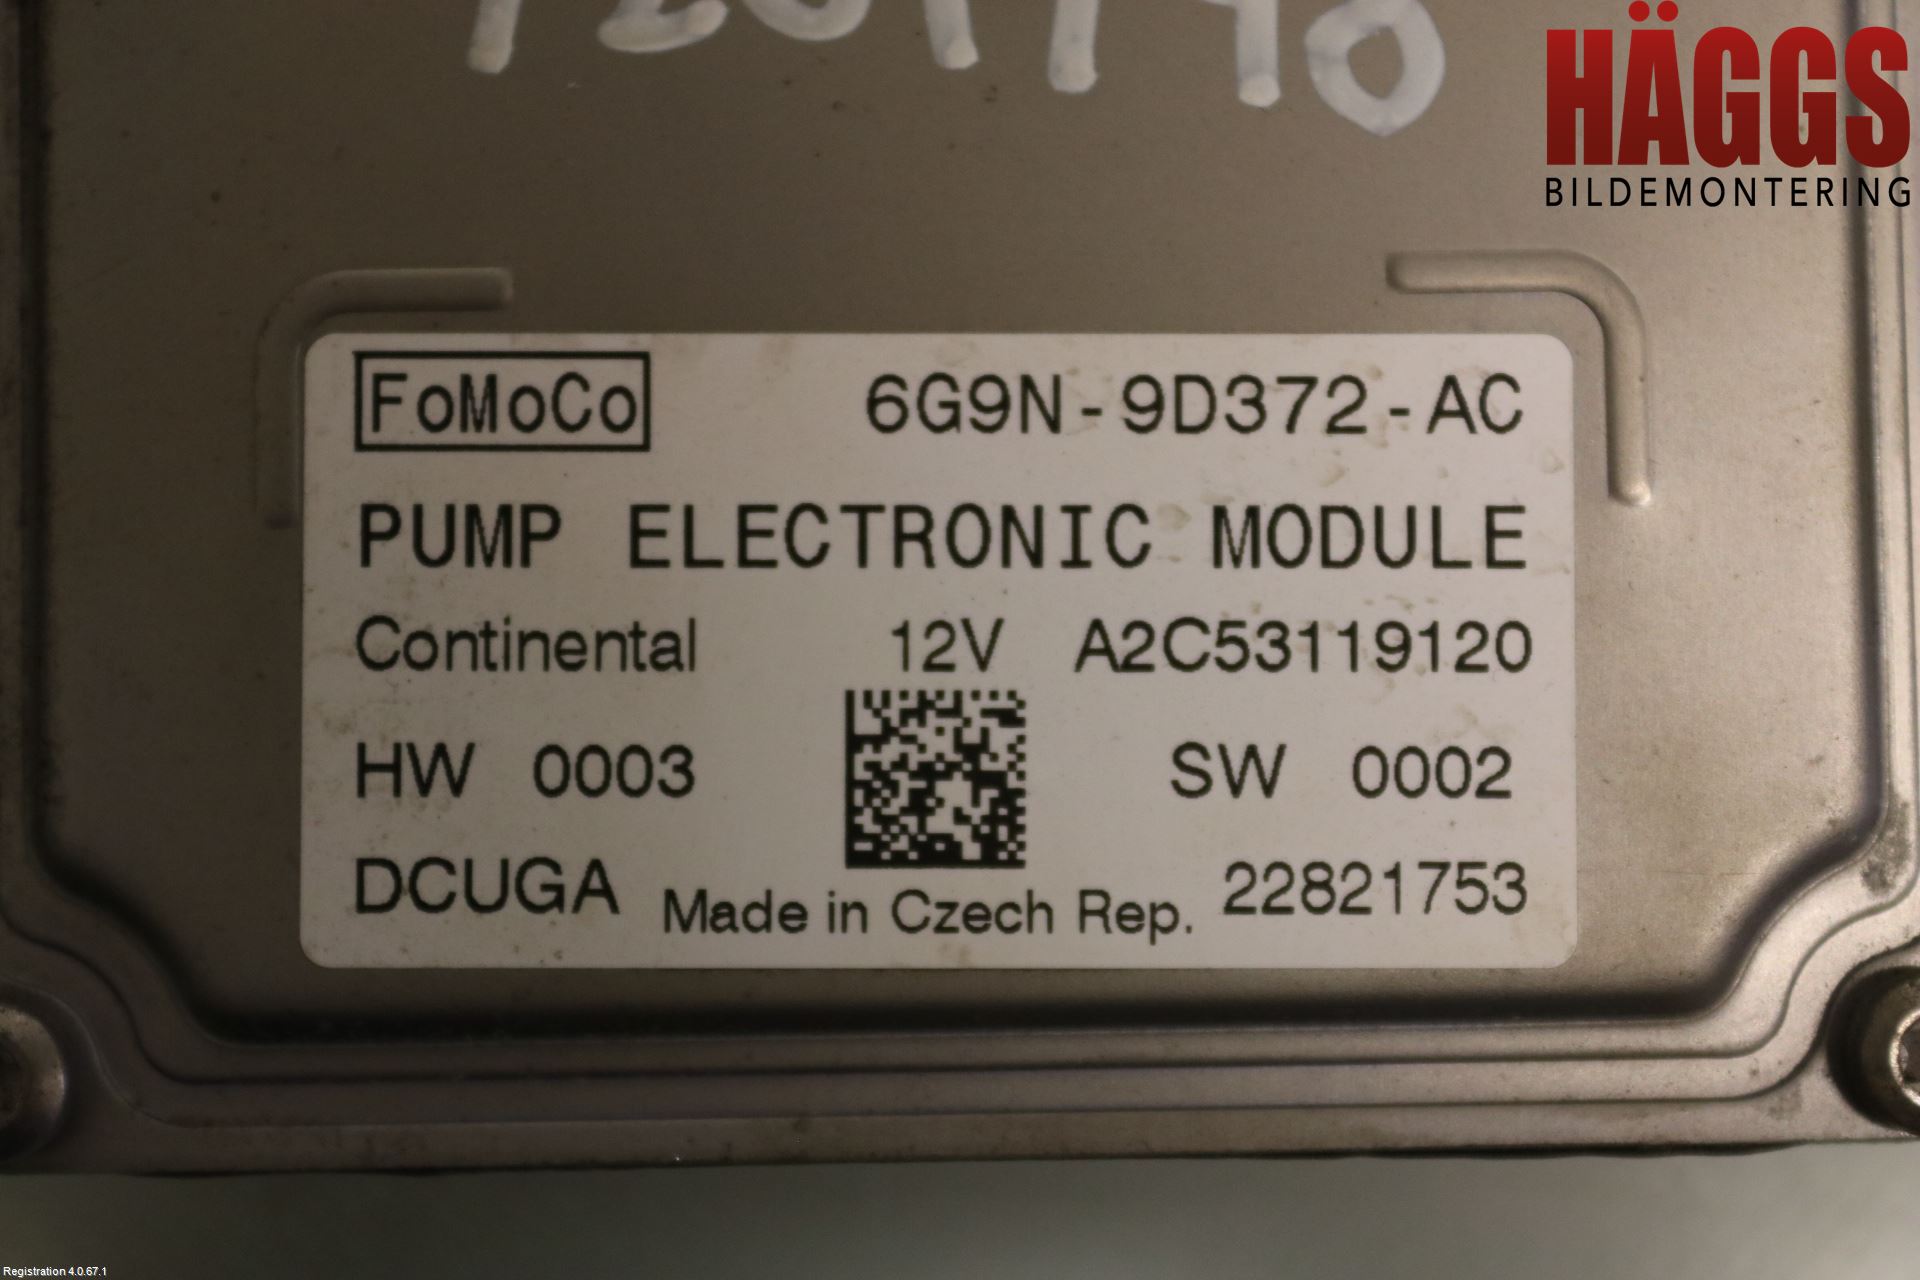 HÄGGS
BILDEMONTERING
FoMoCo 6G9N-9D372-AC
PUMP ELECTRONIC MODULE
Continental 12V A2C53119120
HW 0003 SW 0002
DCUGA Made in Czech Rep. 22821753
Registration 4.0.67.1